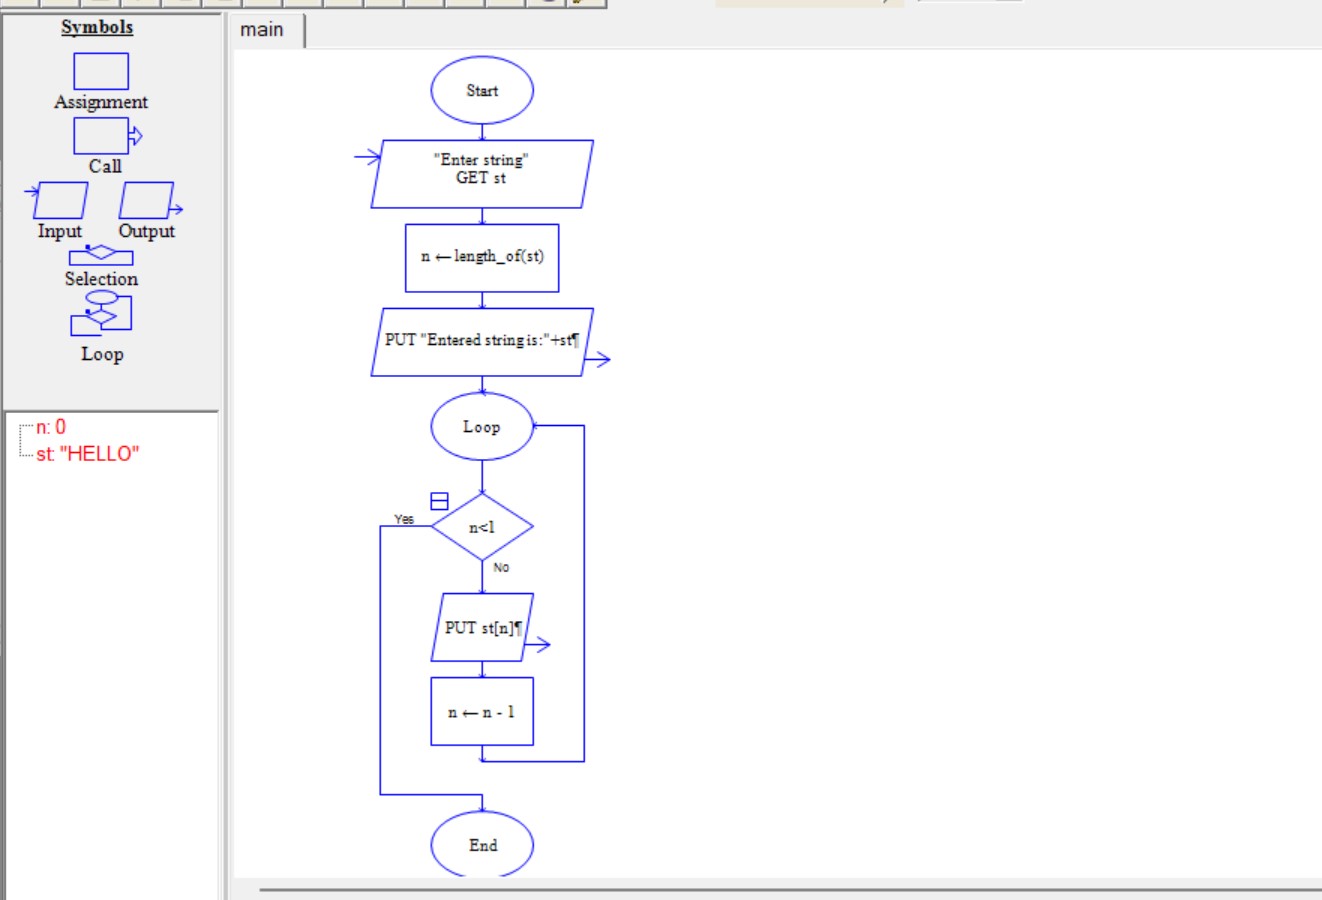 Symbols
Assignment
Call
Input
Output
Selection
Loop
n: 0
st: "HELLO"
main
Start
"Enter string"
GET st
n ← length_of(st)
PUT "Entered string is:"+st¶
Loop
Yes
n<1
No
PUT st[n]¶
n ← n - 1
End